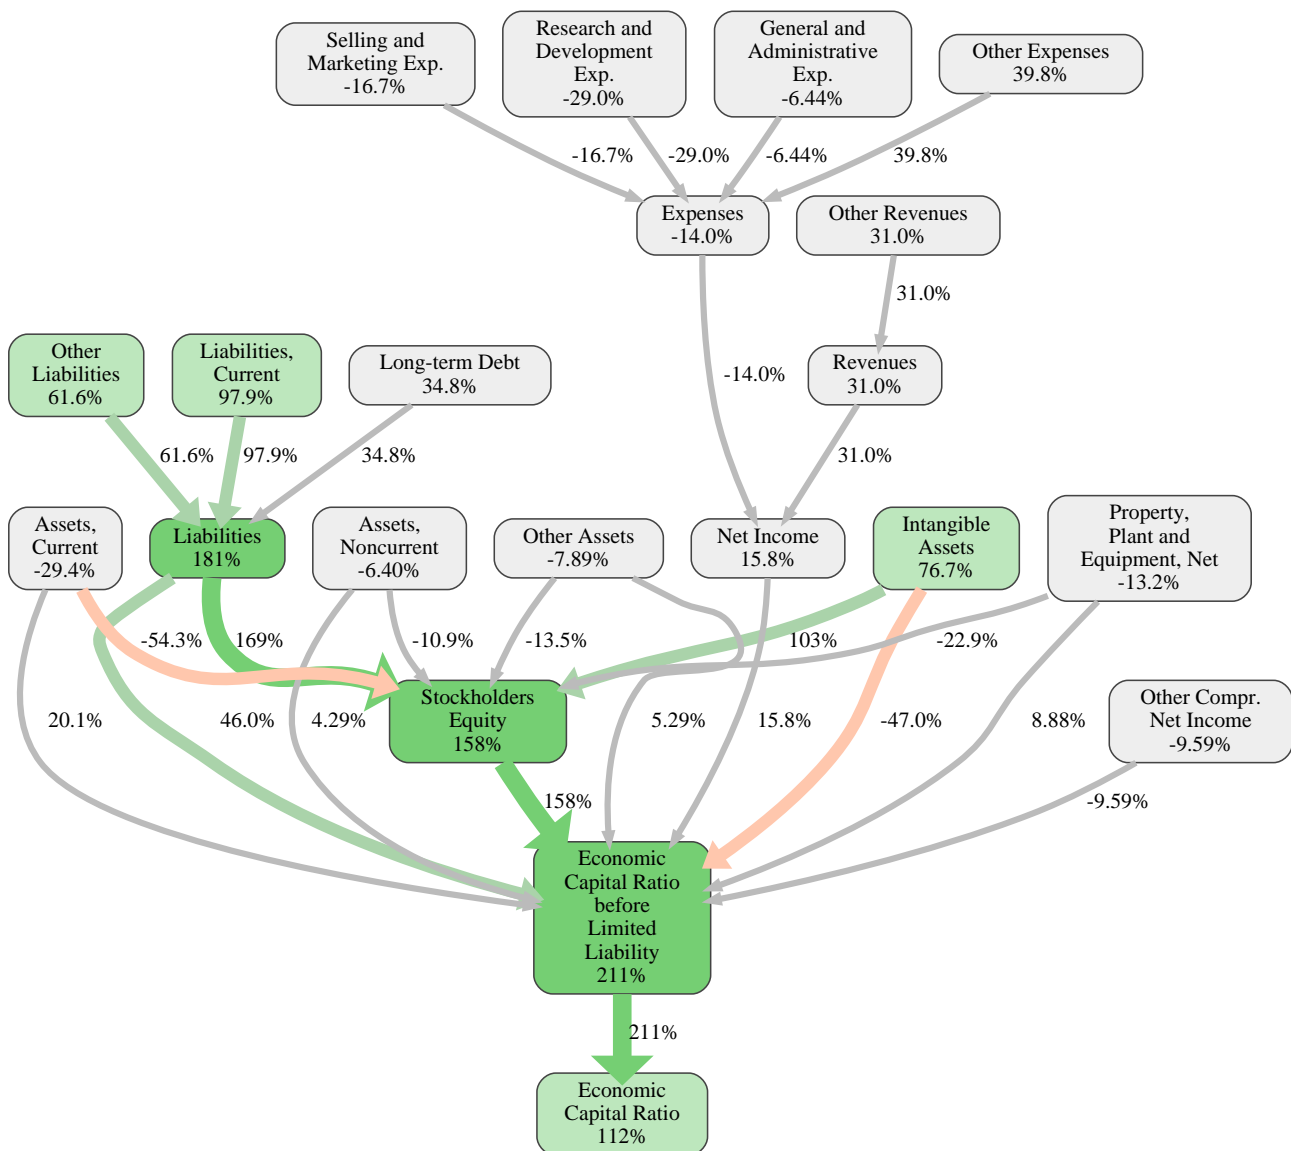 Selling and
Marketing Exp.
-16.7%
Research and
Development
Exp.
-29.0%
General and
Administrative
Exp.
-6.44%
Other Expenses
39.8%
-16.7%
-29.0%
-6.44%
39.8%
Expenses
-14.0%
Other Revenues
31.0%
31.0%
Other
Liabilities
61.6%
Liabilities,
Current
97.9%
Long-term Debt
34.8%
-14.0%
Revenues
31.0%
61.6%
97.9%
34.8%
31.0%
Assets,
Current
-29.4%
Liabilities
181%
Assets,
Noncurrent
-6.40%
Other Assets
-7.89%
Net Income
15.8%
Intangible
Assets
76.7%
Property,
Plant and
Equipment, Net
-13.2%
-54.3%
169%
-10.9%
-13.5%
103%
-22.9%
Stockholders
Equity
158%
20.1%
46.0%
4.29%
5.29%
15.8%
-47.0%
8.88%
Other Compr.
Net Income
-9.59%
158%
-9.59%
Economic
Capital Ratio
before
Limited
Liability
211%
211%
Economic
Capital Ratio
112%